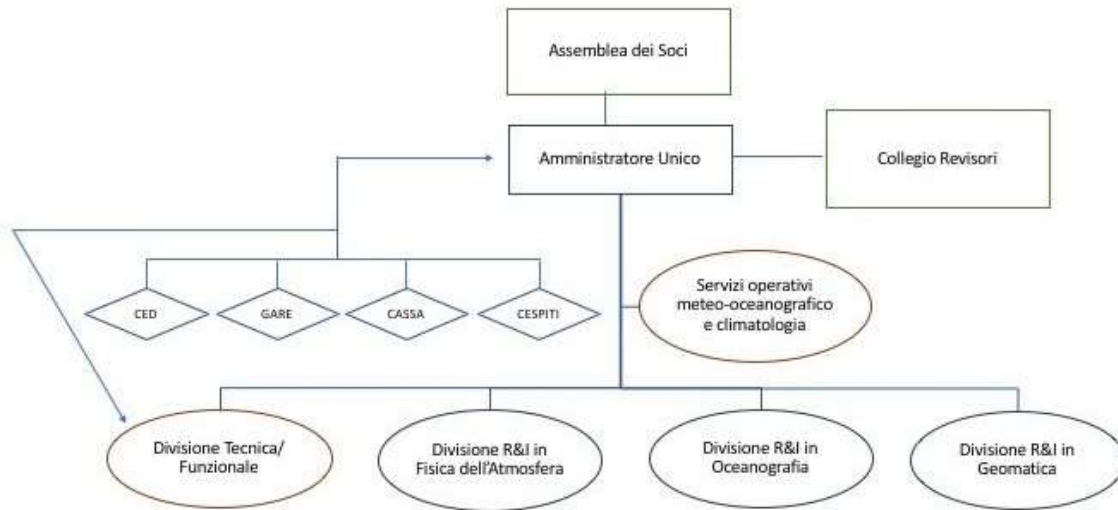 Assemblea dei Soci
Amministratore Unico
Collegio Revisori
Servizi operativi
meteo-oceanografico
e climatologia
CED
GARE
CASSA
CESPITI
Divisione Tecnica/
Funzionale
Divisione R&I in
Fisica dell'Atmosfera
Divisione R&I in
Oceanografia
Divisione R&I in
Geomatica